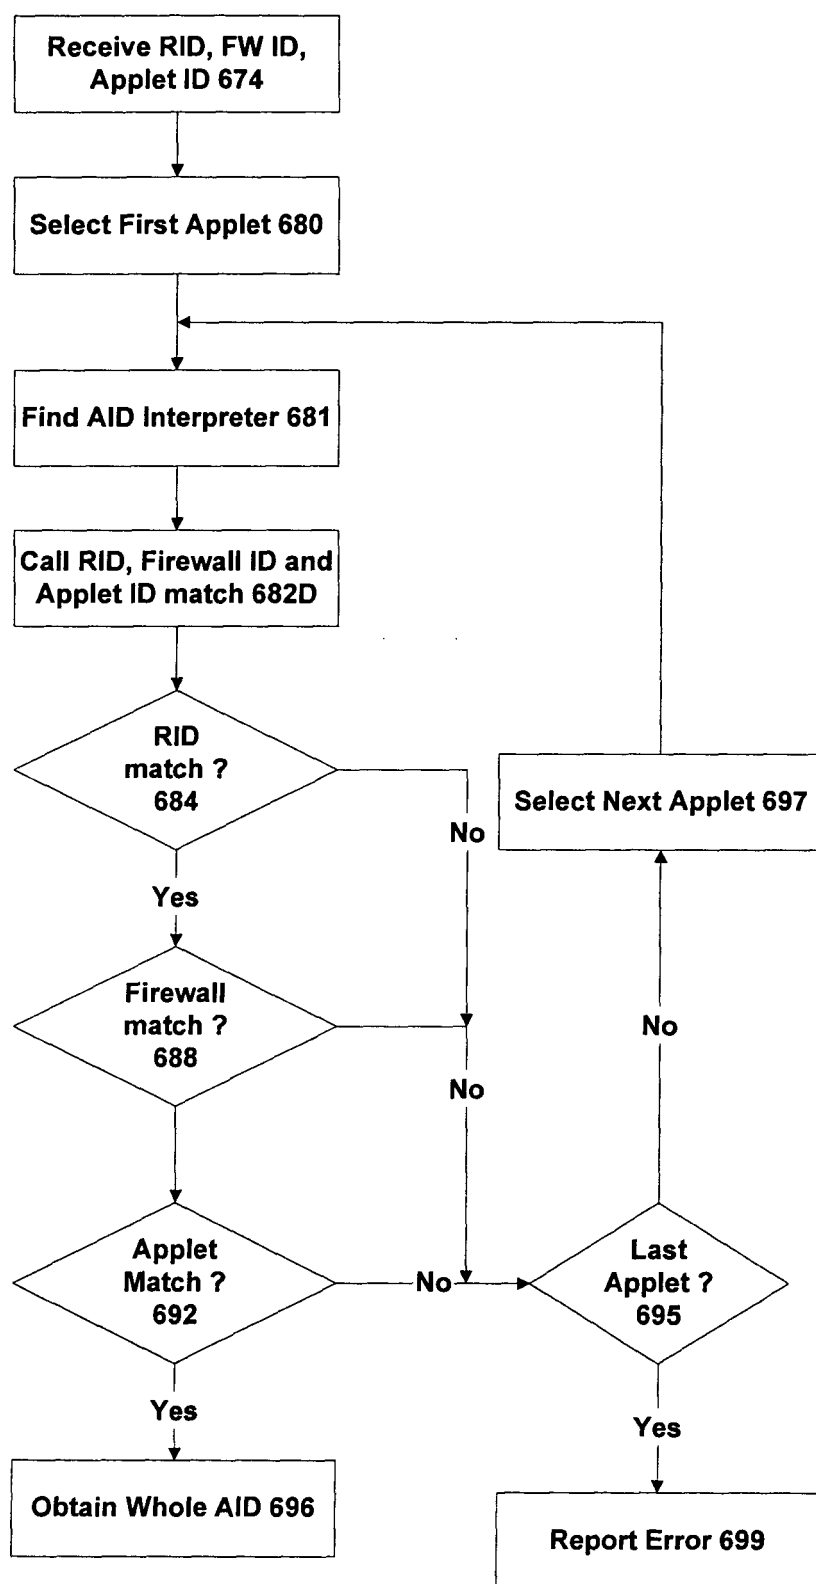 Receive RID, FW ID,
Applet ID 674
Select First Applet 680
Find AID Interpreter 681
Call RID, Firewall ID and
Applet ID match 682D
RID
match ?
684
No
Yes
Select Next Applet 697
Firewall
match ?
688
No
No
Applet
Match ?
692
No
Last
Applet ?
695
Yes
Yes
Obtain Whole AID 696
Report Error 699